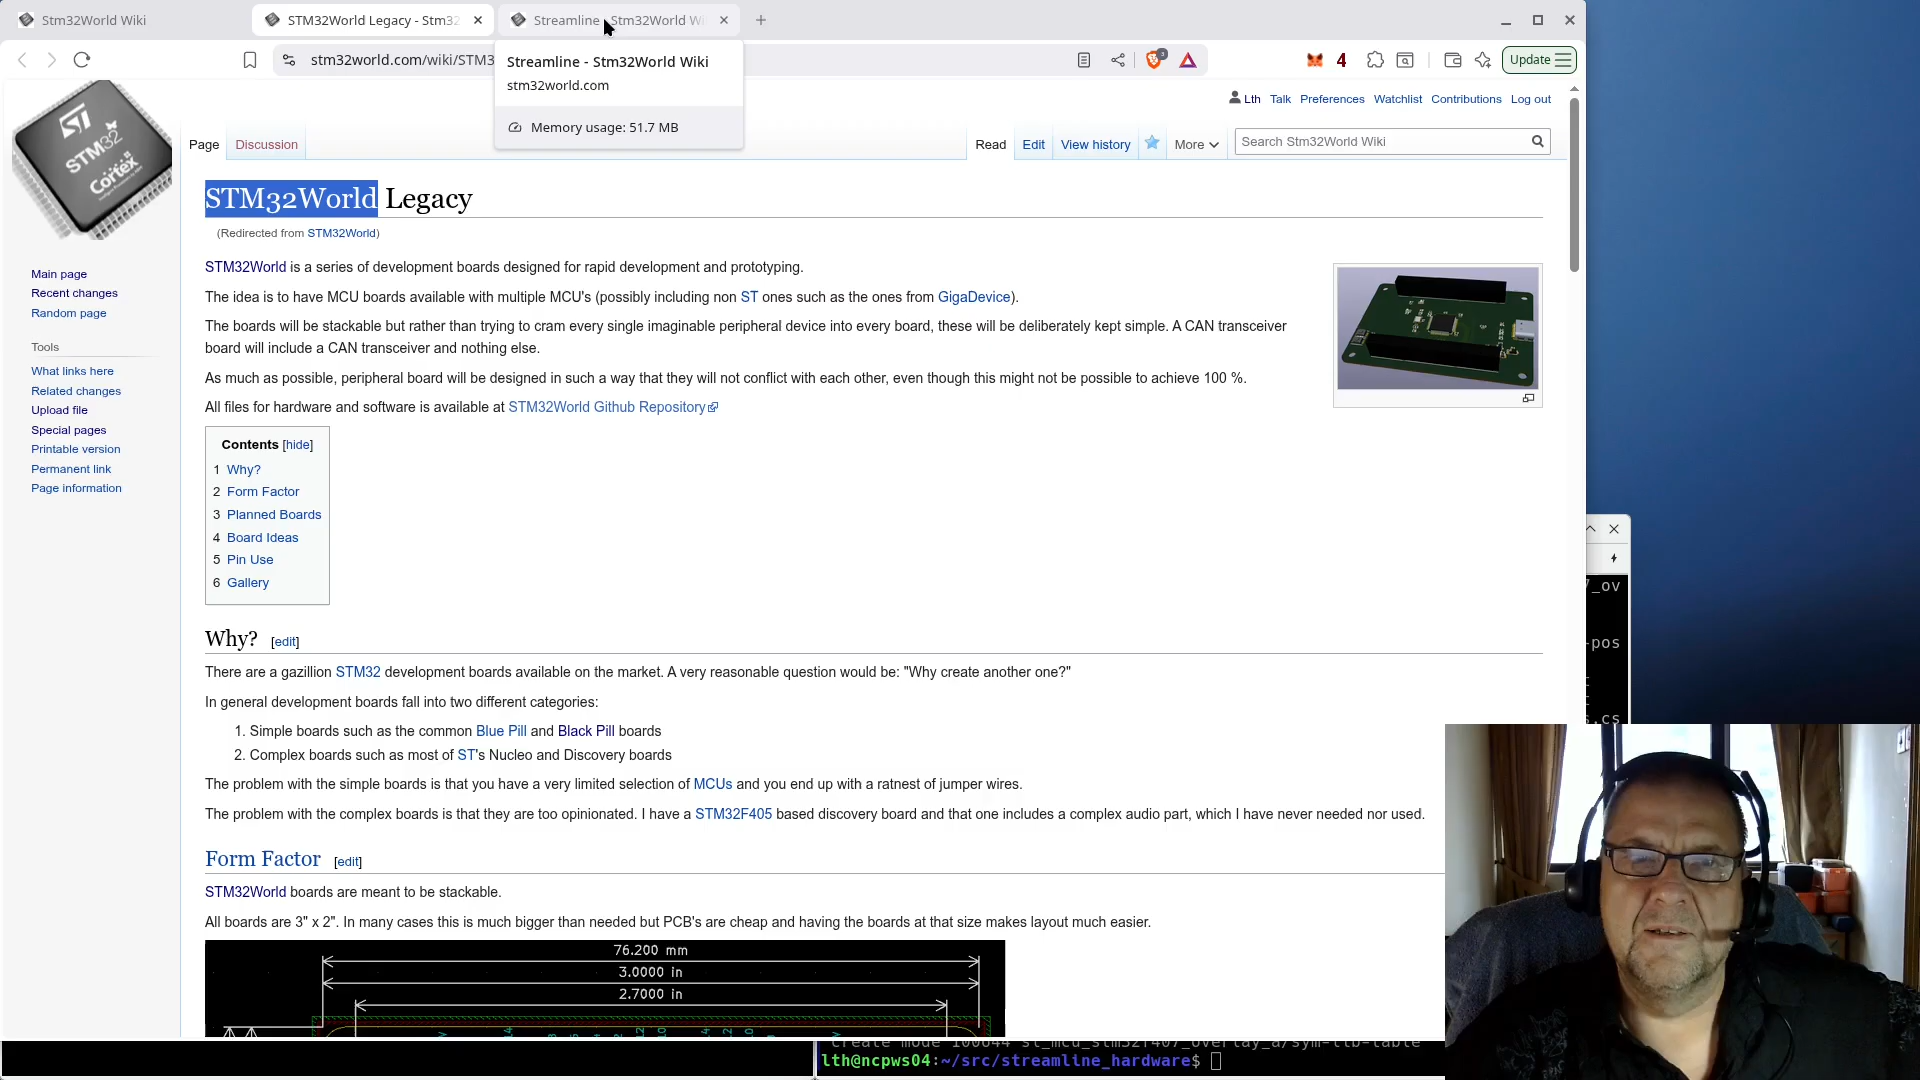 Stm32World Wiki
STM32World Legacy - Stm32
Streamline - Stm32World Wi
stm32world.com/wiki/STM3
4
Update
Streamline - Stm32World Wiki
stm32world.com
Memory usage: 51.7 MB
Lth Talk Preferences Watchlist Contributions Log out
Page Discussion
Read Edit View history More
Search Stm32World Wiki
ST
STM32
Cortex
STM32World Legacy
(Redirected from STM32World)
Main page
Recent changes
Random page
Tools
What links here
Related changes
Upload file
Special pages
Printable version
Permanent link
Page information
STM32World is a series of development boards designed for rapid development and prototyping.
The idea is to have MCU boards available with multiple MCU's (possibly including non ST ones such as the ones from GigaDevice).
The boards will be stackable but rather than trying to cram every single imaginable peripheral device into every board, these will be deliberately kept simple. A CAN transceiver
board will include a CAN transceiver and nothing else.
As much as possible, peripheral board will be designed in such a way that they will not conflict with each other, even though this might not be possible to achieve 100 %.
All files for hardware and software is available at STM32World Github Repository
Contents [hide]
1 Why?
2 Form Factor
3 Planned Boards
4 Board Ideas
5 Pin Use
6 Gallery
Why? [edit]
There are a gazillion STM32 development boards available on the market. A very reasonable question would be: "Why create another one?"
In general development boards fall into two different categories:
1. Simple boards such as the common Blue Pill and Black Pill boards
2. Complex boards such as most of ST's Nucleo and Discovery boards
The problem with the simple boards is that you have a very limited selection of MCUs and you end up with a ratnest of jumper wires.
The problem with the complex boards is that they are too opinionated. I have a STM32F405 based discovery board and that one includes a complex audio part, which I have never needed nor used.
Form Factor [edit]
STM32World boards are meant to be stackable.
All boards are 3" x 2". In many cases this is much bigger than needed but PCB's are cheap and having the boards at that size makes layout much easier.
76.200 mm
3.0000 in
2.7000 in
_ov
-pos
s.cs
create mode 100644 st_mcu_stm32f407_overlay_a/sym-lib-table
lth@ncpws04:~/src/streamline_hardware$